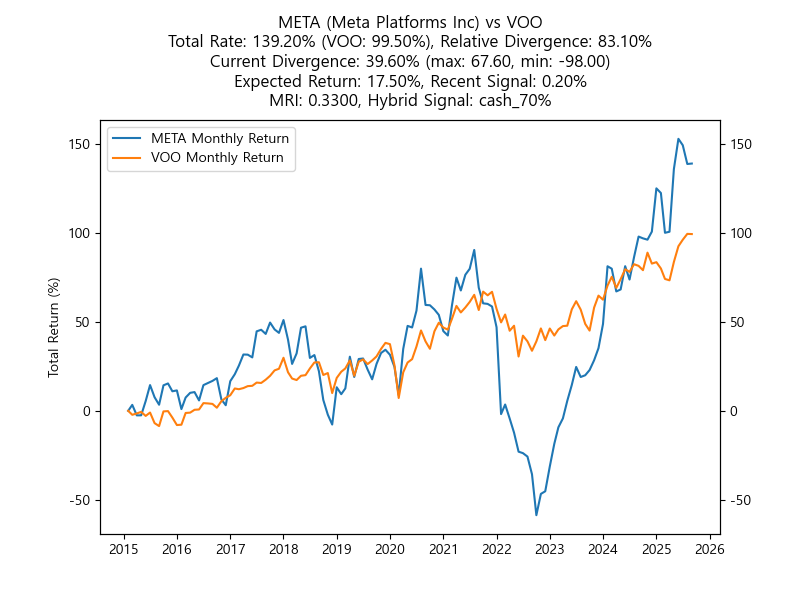 META (Meta Platforms Inc) vs VOO
Total Rate: 139.20% (VOO: 99.50%), Relative Divergence: 83.10%
Current Divergence: 39.60% (max: 67.60, min: -98.00)
Expected Return: 17.50%, Recent Signal: 0.20%
MRI: 0.3300, Hybrid Signal: cash_70%
META Monthly Return
VOO Monthly Return
Total Return (%)
150
100
50
0
-50
150
100
50
0
-50
2015 2016 2017 2018 2019 2020 2021 2022 2023 2024 2025 2026